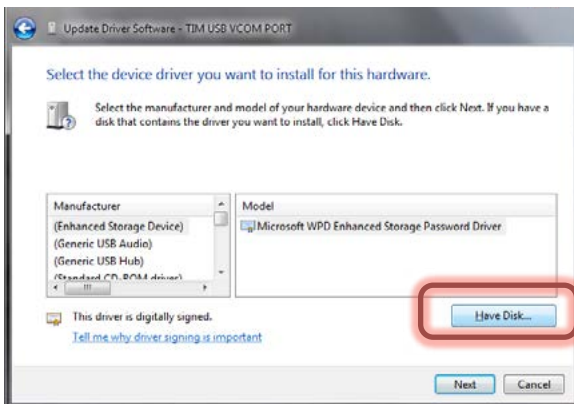 Update Driver Software - TIM USB VCOM PORT
Select the device driver you want to install for this hardware.
Select the manufacturer and model of your hardware device and then click Next. If you have a
disk that contains the driver you want to install, click Have Disk.
Manufacturer
Model
(Enhanced Storage Device)
Microsoft WPD Enhanced Storage Password Driver
(Generic USB Audio)
(Generic USB Hub)
(Standard CD-ROM driver)
This driver is digitally signed.
Have Disk...
Tell me why driver signing is important
Next
Cancel